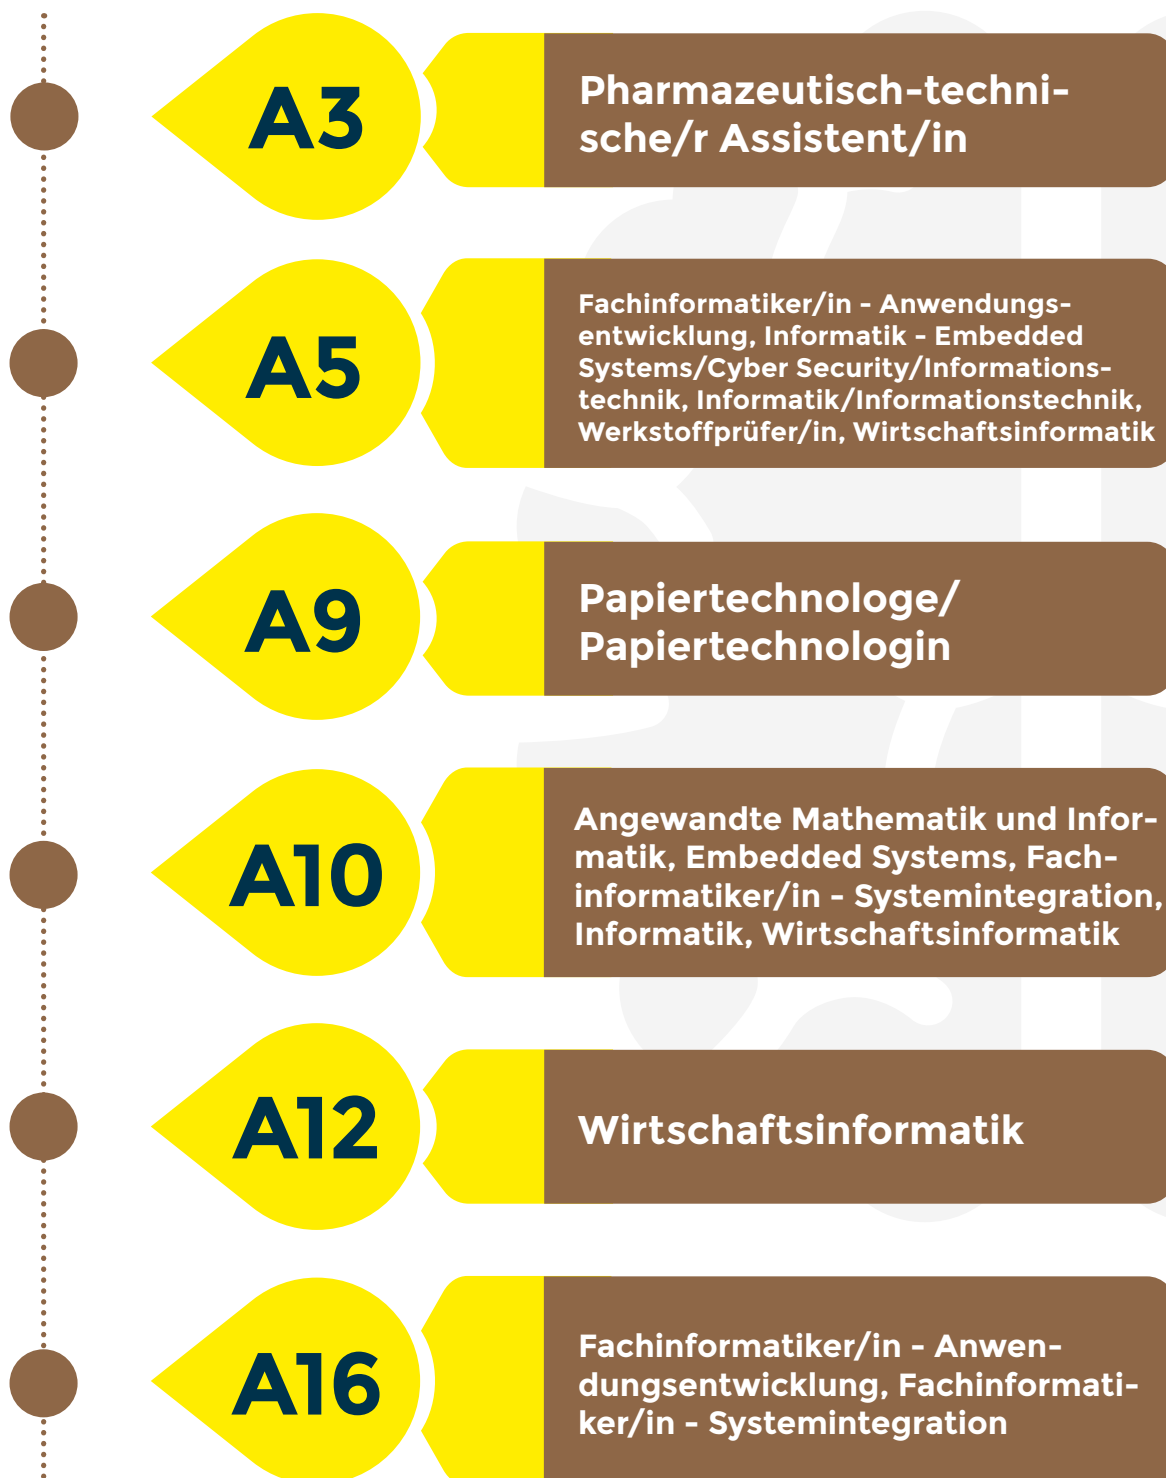 A3
Pharmazeutisch-techni-
sche/r Assistent/in
A5
Fachinformatiker/in - Anwendungs-
entwicklung, Informatik - Embedded
Systems/Cyber Security/Informations-
technik, Informatik/Informationstechnik,
Werkstoffprüfer/in, Wirtschaftsinformatik
A9
Papiertechnologe/
Papiertechnologin
A10
Angewandte Mathematik und Infor-
matik, Embedded Systems, Fach-
informatiker/in - Systemintegration,
Informatik, Wirtschaftsinformatik
A12
Wirtschaftsinformatik
A16
Fachinformatiker/in - Anwen-
dungsentwicklung, Fachinformati-
ker/in - Systemintegration